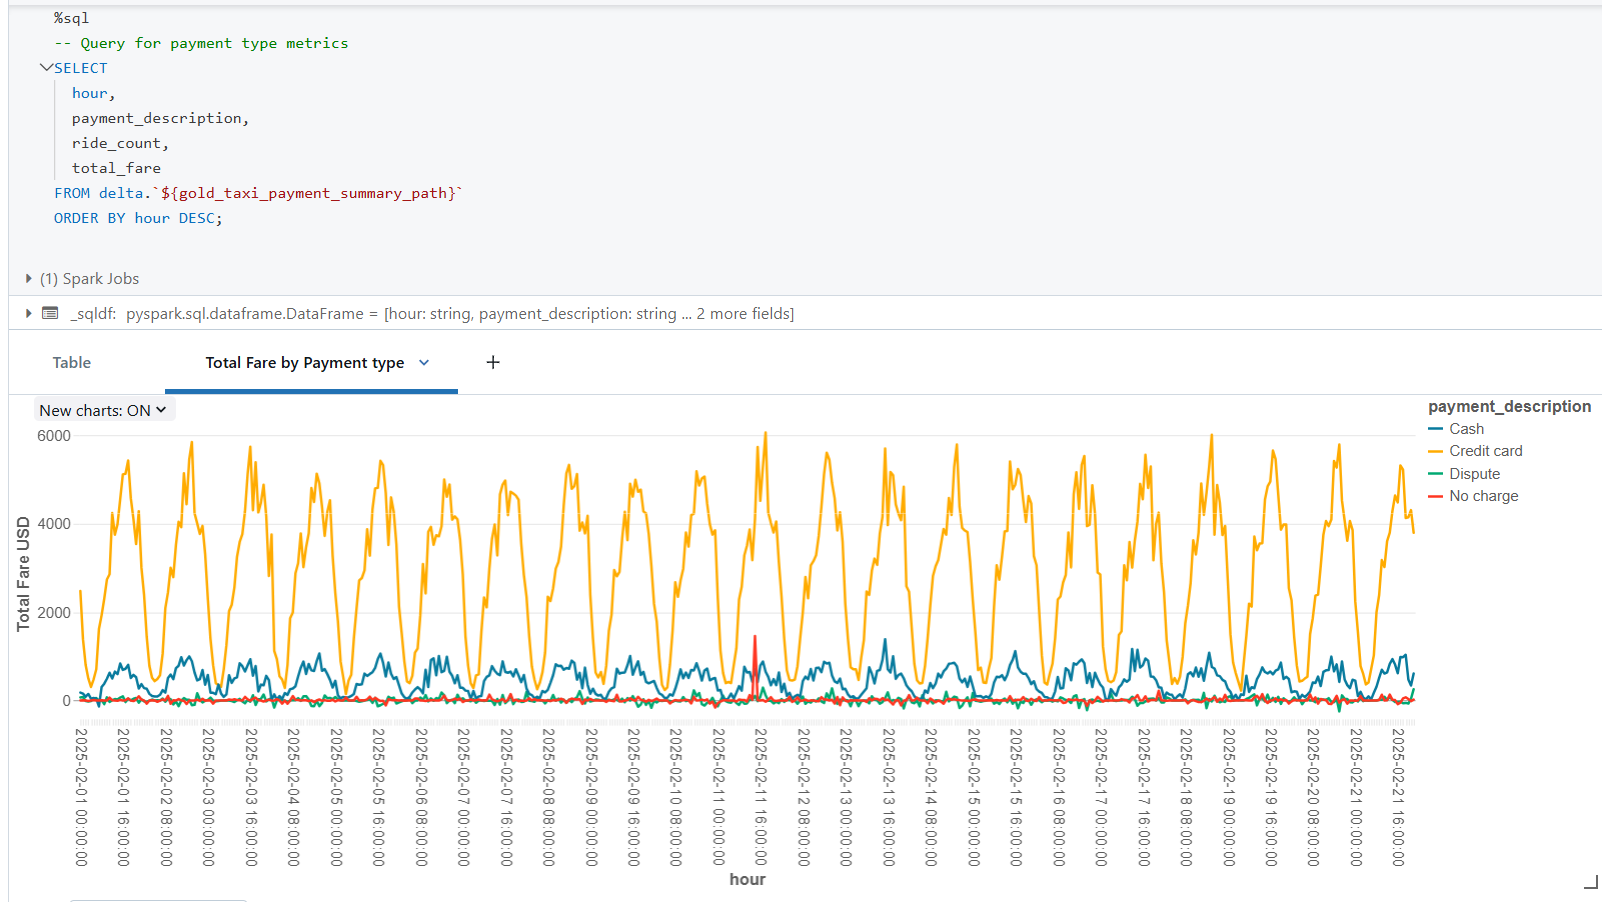 %sql
-- Query for payment type metrics
SELECT
hour,
payment_description,
ride_count,
total_fare
FROM delta.`${gold_taxi_payment_summary_path}`
ORDER BY hour DESC;
(1) Spark Jobs
_sqldf: pyspark.sql.dataframe.DataFrame = [hour: string, payment_description: string ... 2 more fields]
Table
Total Fare by Payment type
+
New charts: ON
payment_description
Cash
Credit card
Dispute
No charge
Total Fare USD
6000
4000
2000
0
2025-02-01 00:00:00
2025-02-01 16:00:00
2025-02-02 08:00:00
2025-02-03 00:00:00
2025-02-03 16:00:00
2025-02-04 08:00:00
2025-02-05 00:00:00
2025-02-05 16:00:00
2025-02-06 08:00:00
2025-02-07 00:00:00
2025-02-07 16:00:00
2025-02-08 08:00:00
2025-02-09 00:00:00
2025-02-09 16:00:00
2025-02-10 08:00:00
2025-02-11 00:00:00
2025-02-11 16:00:00
2025-02-12 08:00:00
2025-02-13 00:00:00
2025-02-13 16:00:00
2025-02-14 08:00:00
2025-02-15 00:00:00
2025-02-15 16:00:00
2025-02-16 08:00:00
2025-02-17 00:00:00
2025-02-17 16:00:00
2025-02-18 08:00:00
2025-02-19 00:00:00
2025-02-19 16:00:00
2025-02-20 08:00:00
2025-02-21 00:00:00
2025-02-21 16:00:00
hour